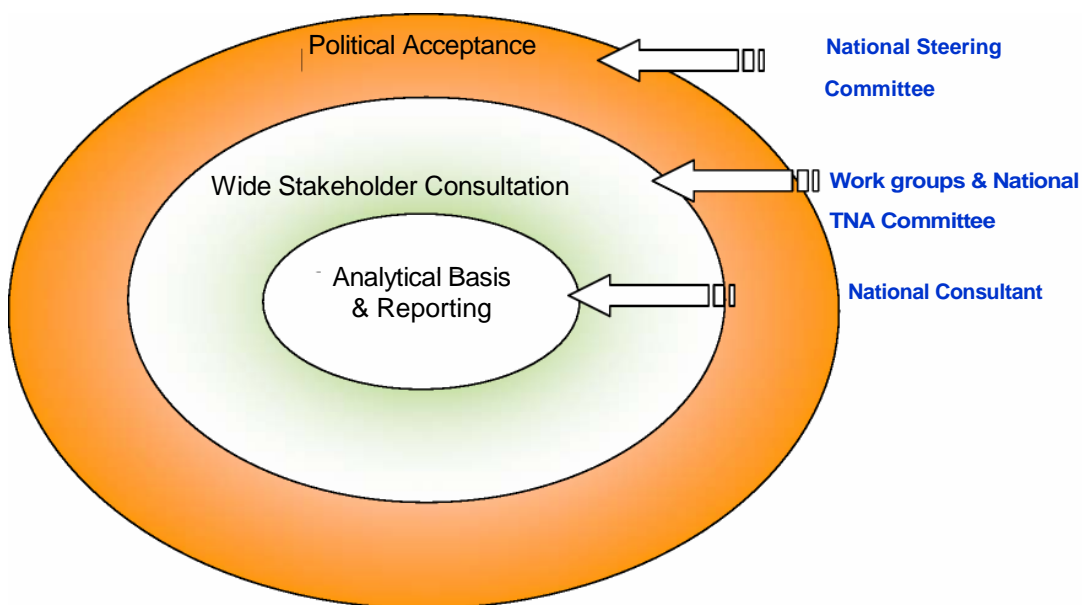 Political Acceptance
National Steering
Committee
Wide Stakeholder Consultation
Work groups & National
TNA Committee
Analytical Basis
& Reporting
National Consultant